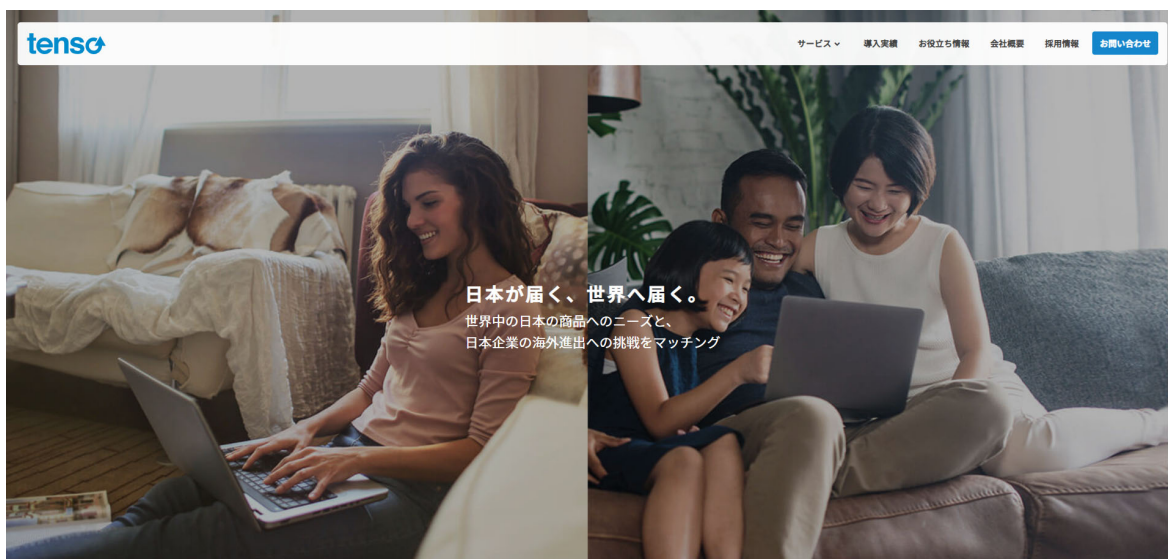 tenso
サービス
導入実績
お役立ち情報
会社概要
採用情報
お問い合わせ
日本が届く、世界へ届く。
世界中の日本の商品へのニーズと、
日本企業の海外進出への挑戦をマッチング